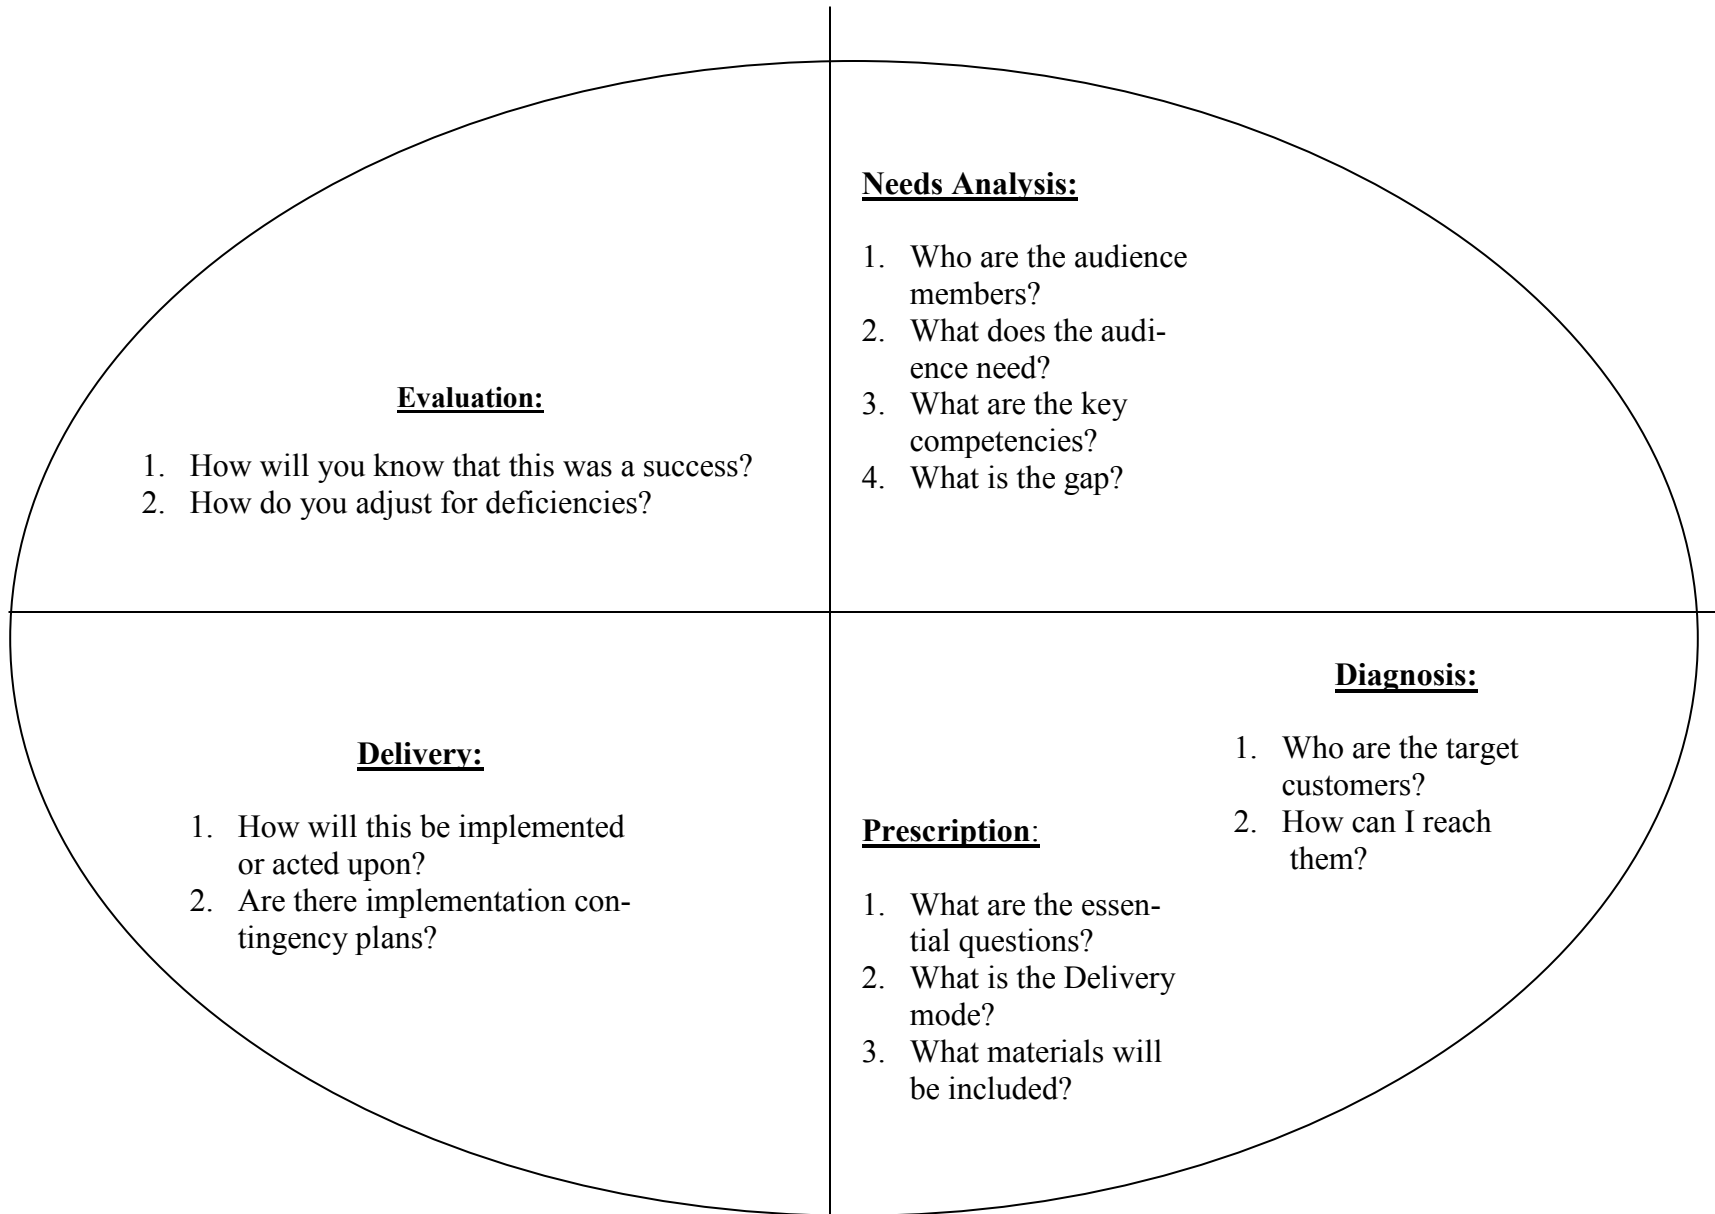 Needs Analysis:
1. Who are the audience
members?
2. What does the audi-
ence need?
3. What are the key
competencies?
4. What is the gap?
Evaluation:
1. How will you know that this was a success?
2. How do you adjust for deficiencies?
Diagnosis:
1. Who are the target
customers?
2. How can I reach
them?
Prescription:
1. What are the essen-
tial questions?
2. What is the Delivery
mode?
3. What materials will
be included?
Delivery:
1. How will this be implemented
or acted upon?
2. Are there implementation con-
tingency plans?